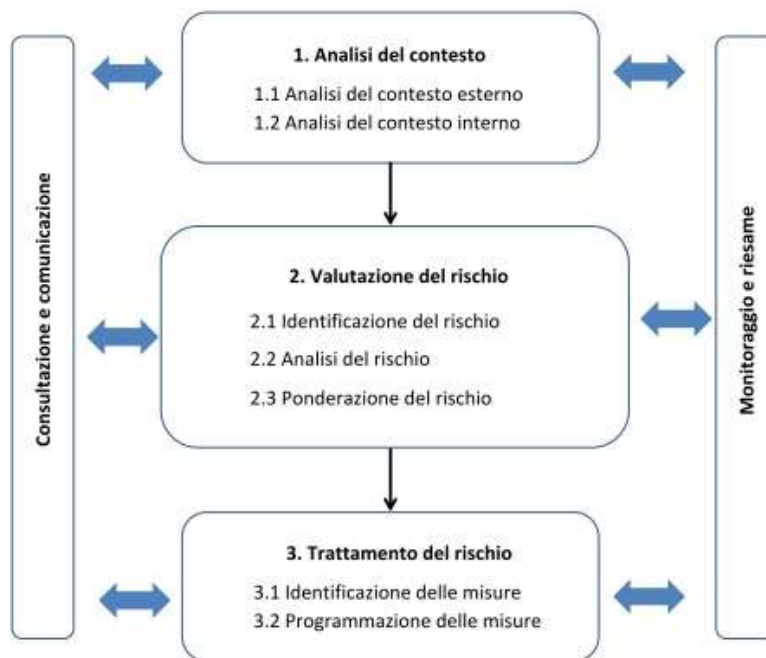 Consultazione e comunicazione
1. Analisi del contesto
1.1 Analisi del contesto esterno
1.2 Analisi del contesto interno
2. Valutazione del rischio
2.1 Identificazione del rischio
2.2 Analisi del rischio
2.3 Ponderazione del rischio
3. Trattamento del rischio
3.1 Identificazione delle misure
3.2 Programmazione delle misure
Monitoraggio e riesame